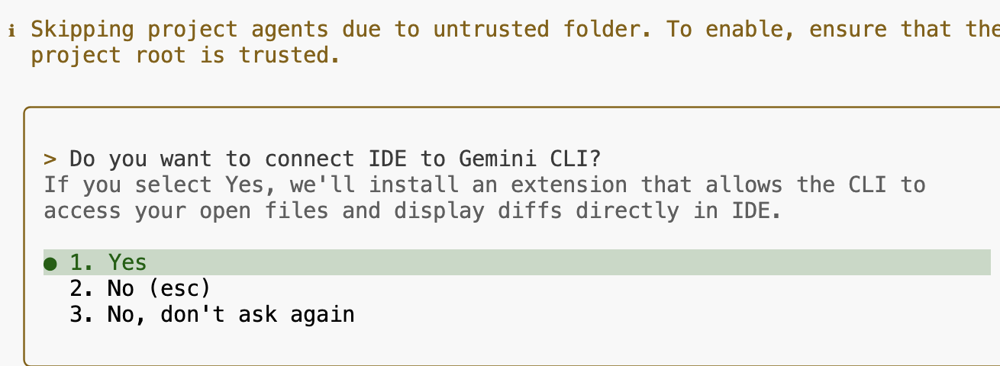 ℹ Skipping project agents due to untrusted folder. To enable, ensure that the
project root is trusted.
> Do you want to connect IDE to Gemini CLI?
If you select Yes, we'll install an extension that allows the CLI to
access your open files and display diffs directly in IDE.
● 1. Yes
2. No (esc)
3. No, don't ask again